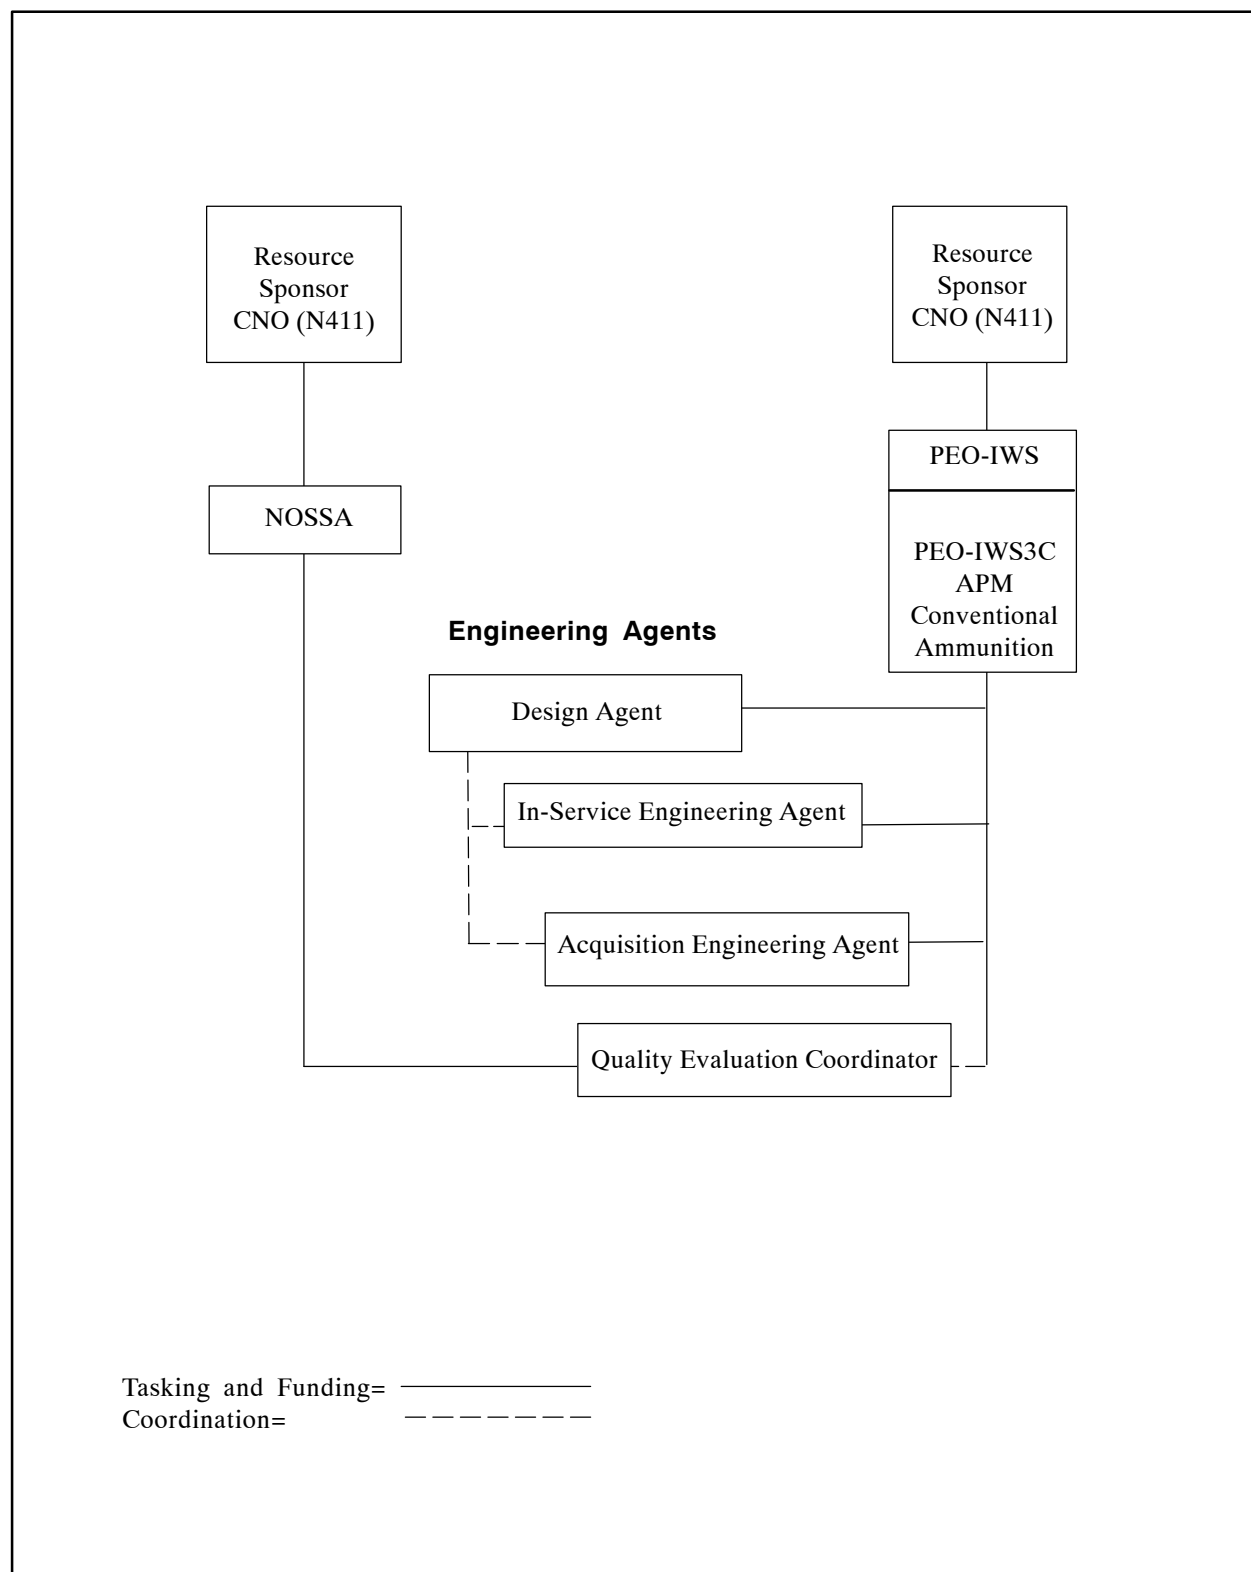 Resource
Sponsor
CNO (N411)
Resource
Sponsor
CNO (N411)
PEO-IWS
NOSSA
PEO-IWS3C
APM
Conventional
Ammunition
Engineering Agents
Design Agent
In-Service Engineering Agent
Acquisition Engineering Agent
Quality Evaluation Coordinator
Tasking and Funding=
Coordination=